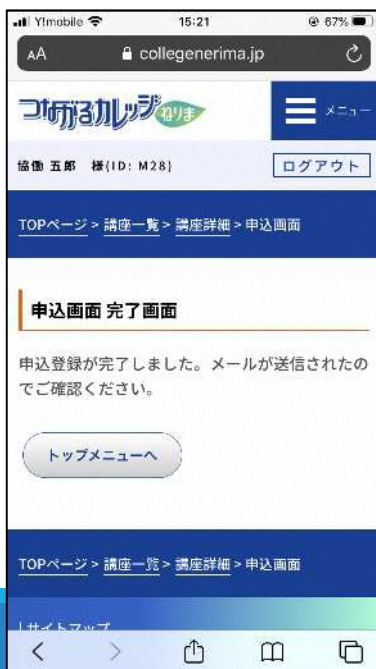 Y!mobile 15:21 67%
AA collegenerima.jp
つながるカレッジねりま
メニュー
協働 五郎 様(ID: M28) ログアウト
TOPページ > 講座一覧 > 講座詳細 > 申込画面
申込画面 完了画面
申込登録が完了しました。メールが送信されたの
でご確認ください。
トップメニューへ
TOPページ > 講座一覧 > 講座詳細 > 申込画面
| サイトマップ